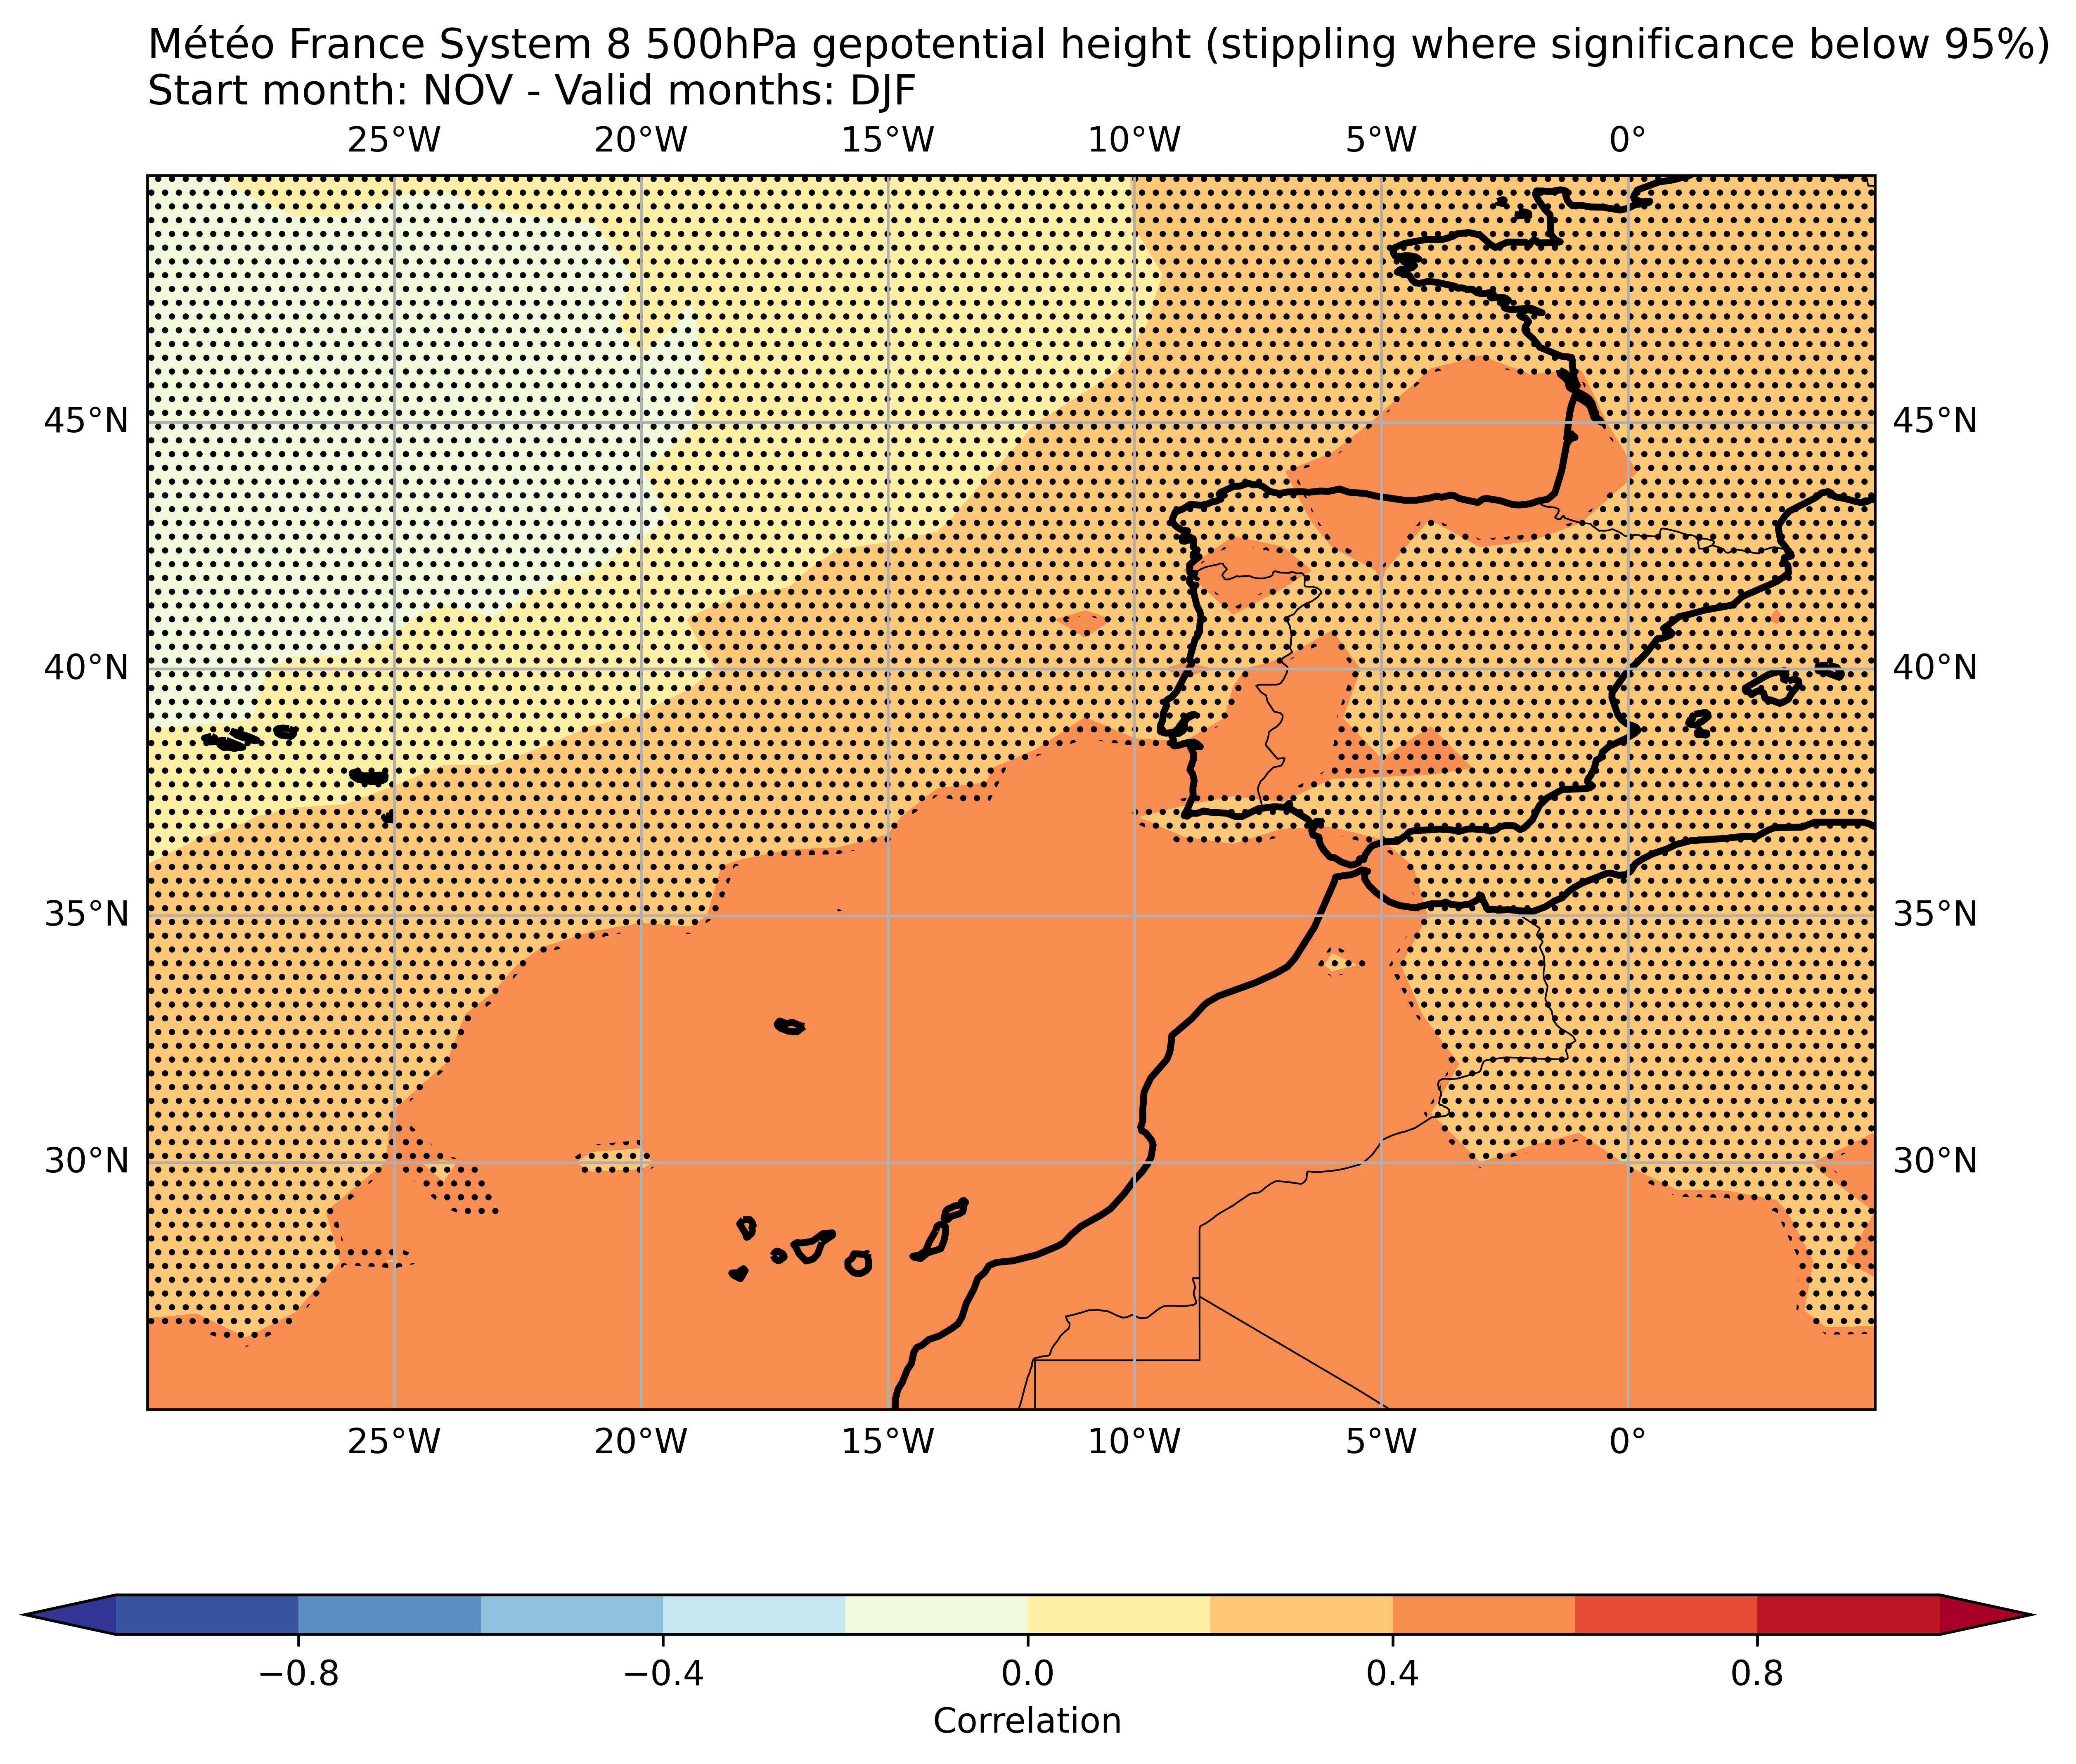 Météo France System 8 500hPa gepotential height (stippling where significance below 95%)
Start month: NOV - Valid months: DJF
25°W 20°W 15°W 10°W 5°W 0°
45°N 45°N
40°N 40°N
35°N 35°N
30°N 30°N
25°W 20°W 15°W 10°W 5°W 0°
−0.8 −0.4 0.0 0.4 0.8
Correlation